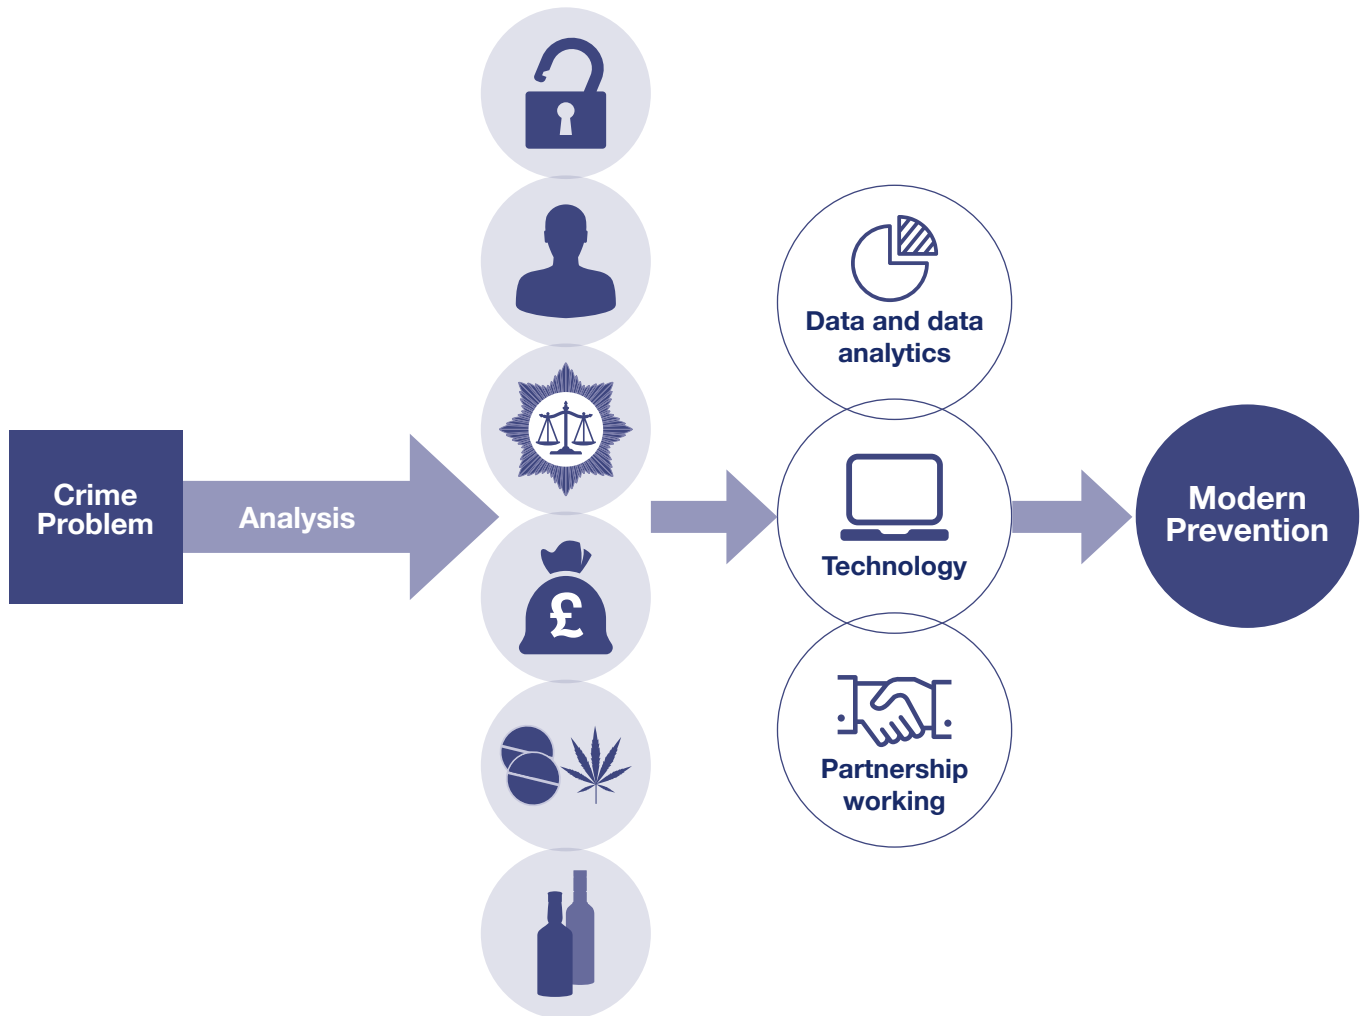 Crime
Problem
Analysis
£
Data and data
analytics
Technology
Partnership
working
Modern
Prevention